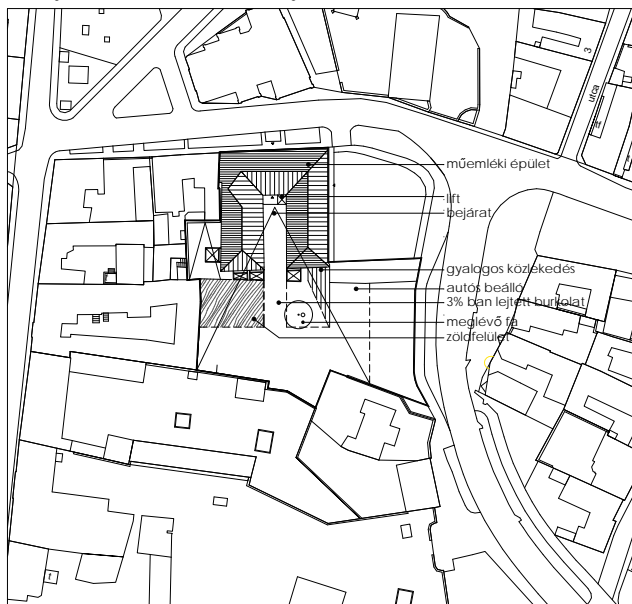 3
utca
műemléki épület
lift
bejárat
gyalogos közlekedés
autós beálló
3% ban lejtett burkolat
meglévő fa
zöldfelület